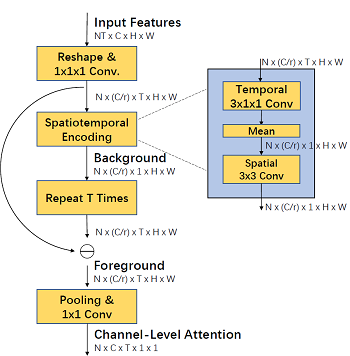 Input Features
NT x C x H x W
Reshape &
1x1x1 Conv.
N x (C/r) x T x H x W
Spatiotemporal
Encoding
Background
N x (C/r) x 1 x H x W
Repeat T Times
N x (C/r) x T x H x W
Foreground
N x (C/r) x T x H x W
Pooling &
1x1 Conv
Channel-Level Attention
N x C x T x 1 x 1
N x (C/r) x T x H x W
Temporal
3x1x1 Conv
Mean
N x (C/r) x 1 x H x W
Spatial
3x3 Conv
N x (C/r) x 1 x H x W